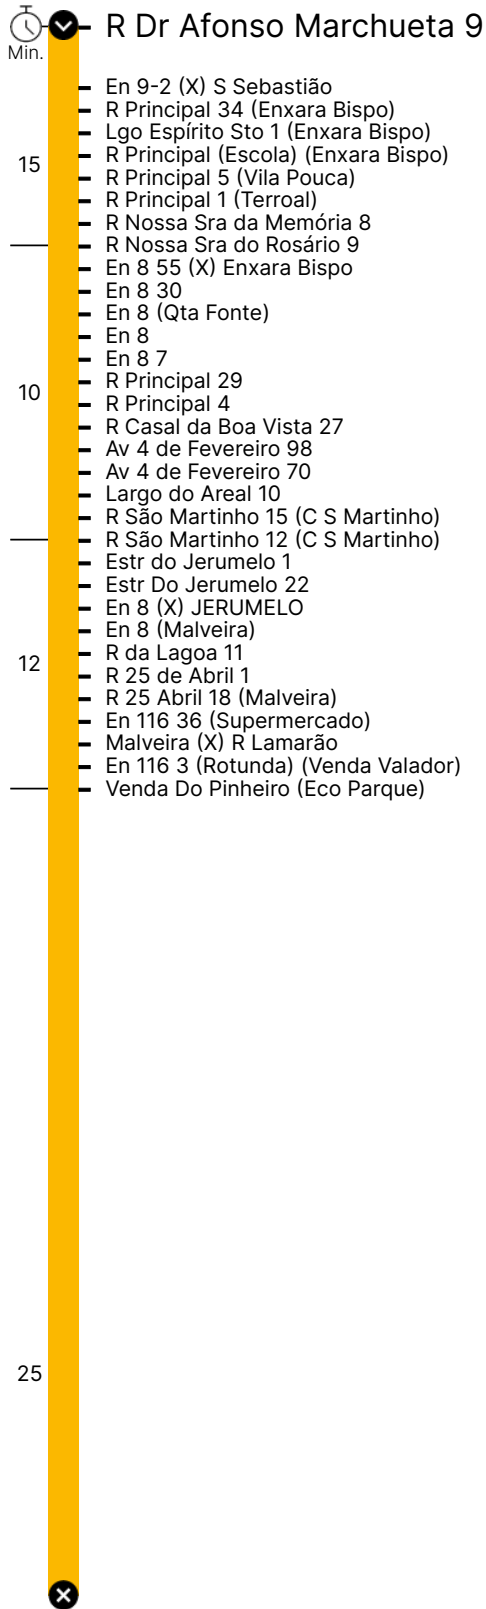 R Dr Afonso Marchueta 9
Min.
En 9-2 (X) S Sebastião
R Principal 34 (Enxara Bispo)
Lgo Espírito Sto 1 (Enxara Bispo)
R Principal (Escola) (Enxara Bispo)
15
R Principal 5 (Vila Pouca)
R Principal 1 (Terroal)
R Nossa Sra da Memória 8
R Nossa Sra do Rosário 9
En 8 55 (X) Enxara Bispo
En 8 30
En 8 (Qta Fonte)
En 8
En 8 7
R Principal 29
10
R Principal 4
R Casal da Boa Vista 27
Av 4 de Fevereiro 98
Av 4 de Fevereiro 70
Largo do Areal 10
R São Martinho 15 (C S Martinho)
R São Martinho 12 (C S Martinho)
Estr do Jerumelo 1
Estr Do Jerumelo 22
En 8 (X) JERUMELO
En 8 (Malveira)
R da Lagoa 11
12
R 25 de Abril 1
R 25 Abril 18 (Malveira)
En 116 36 (Supermercado)
Malveira (X) R Lamarão
En 116 3 (Rotunda) (Venda Valador)
Venda Do Pinheiro (Eco Parque)
25